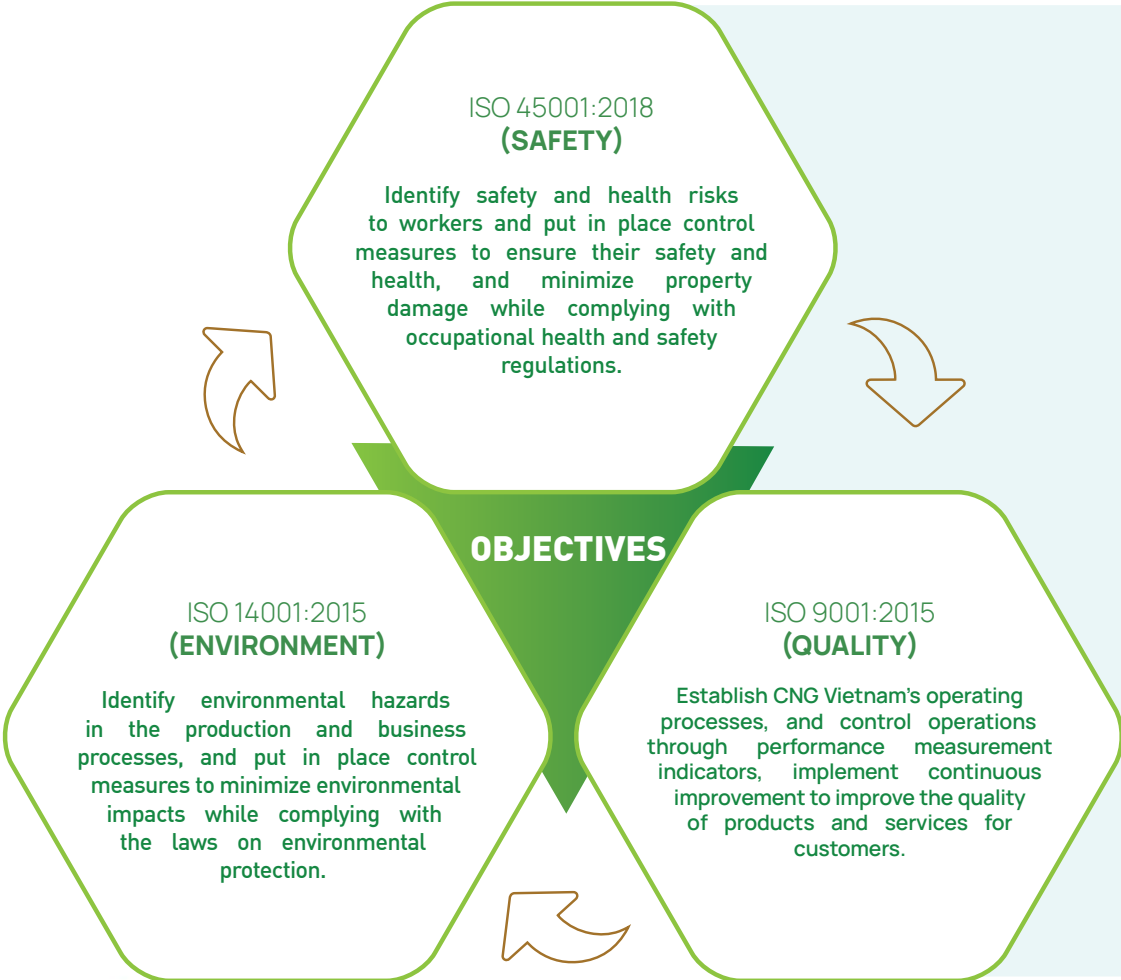 ISO 45001:2018
(SAFETY)
Identify safety and health risks
to workers and put in place control
measures to ensure their safety and
health, and minimize property
damage while complying with
occupational health and safety
regulations.
OBJECTIVES
ISO 14001:2015
(ENVIRONMENT)
Identify environmental hazards
in the production and business
processes, and put in place control
measures to minimize environmental
impacts while complying with
the laws on environmental
protection.
ISO 9001:2015
(QUALITY)
Establish CNG Vietnam's operating
processes, and control operations
through performance measurement
indicators, implement continuous
improvement to improve the quality
of products and services for
customers.